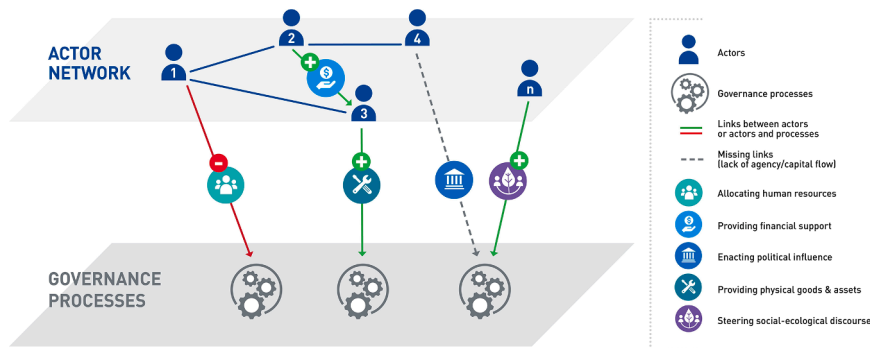 ACTOR
NETWORK
1
2
4
3
n
+
-
+
+
$
GOVERNANCE
PROCESSES
Actors
Governance processes
Links between actors
or actors and processes
Missing links
(lack of agency/capital flow)
Allocating human resources
$
Providing financial support
Enacting political influence
Providing physical goods & assets
Steering social-ecological discourse